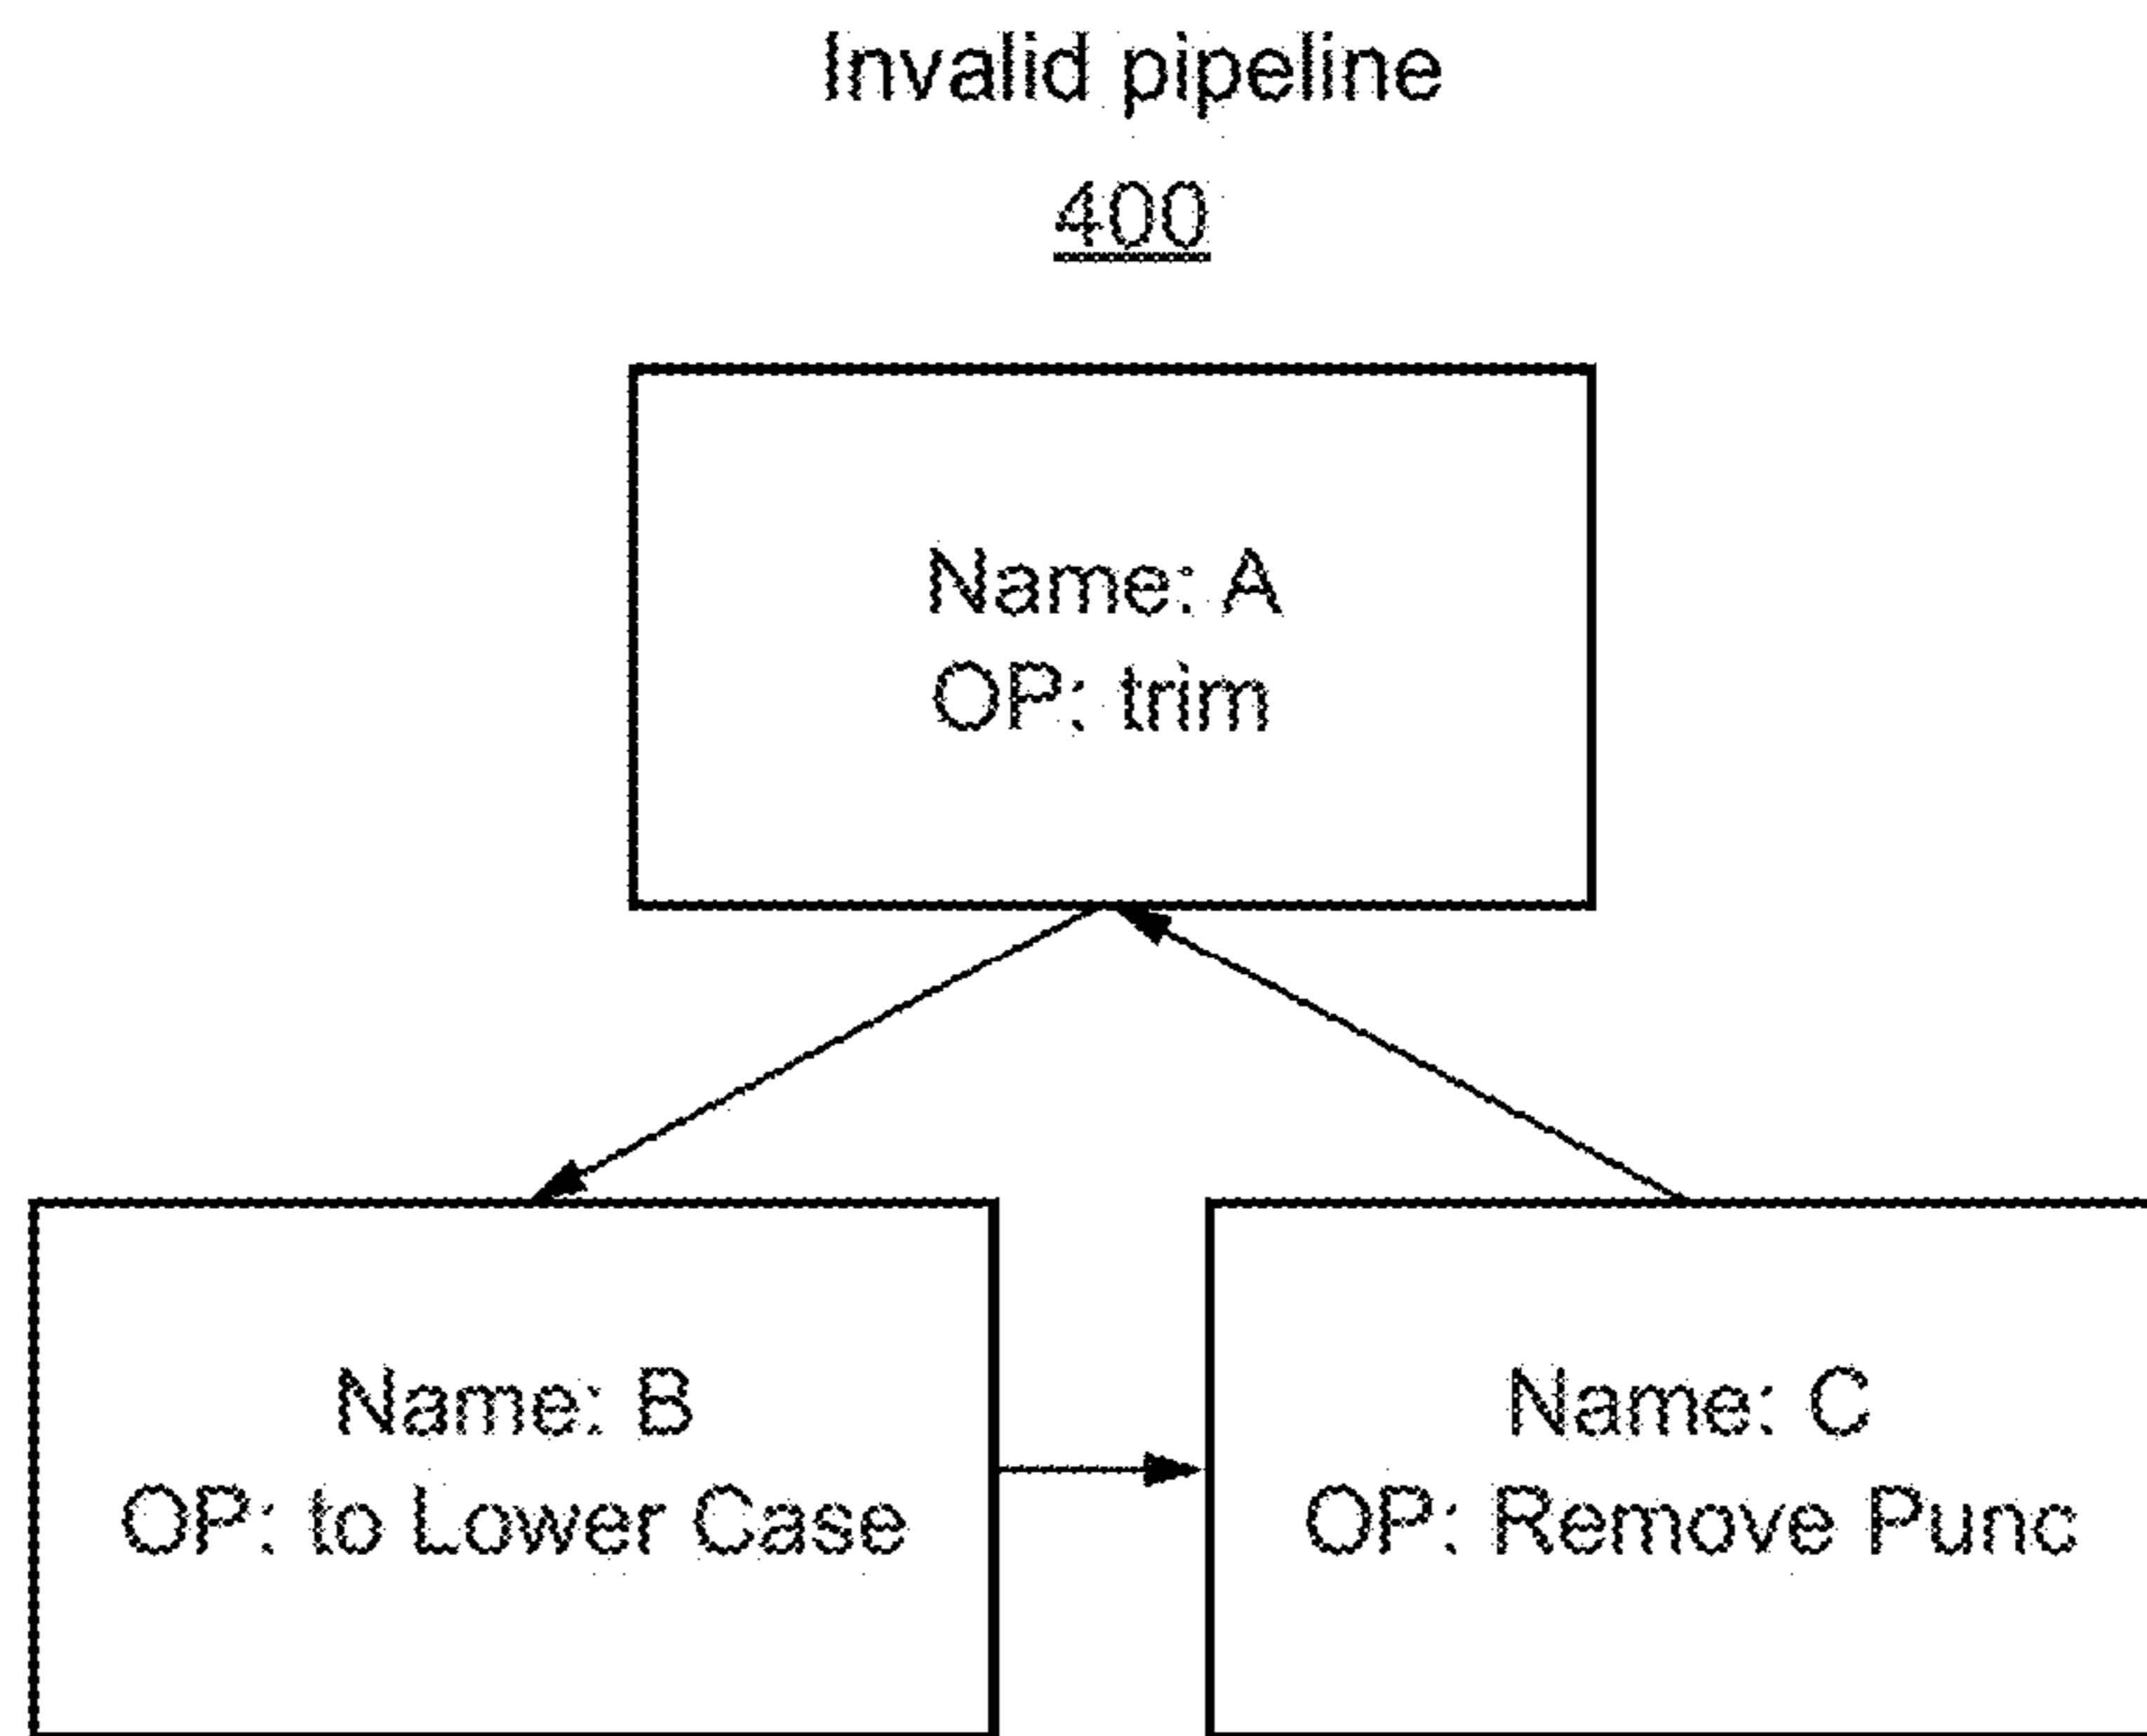 Invalid pipeline
400
Name: A
OP: trim
Name: B
OP: to Lower Case
Name: C
OP: Remove Punc